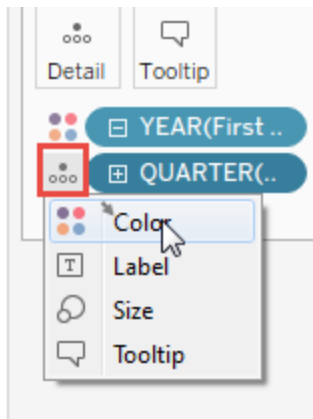 Detail Tooltip
YEAR(First ..
QUARTER(..
Color
T Label
Size
Tooltip